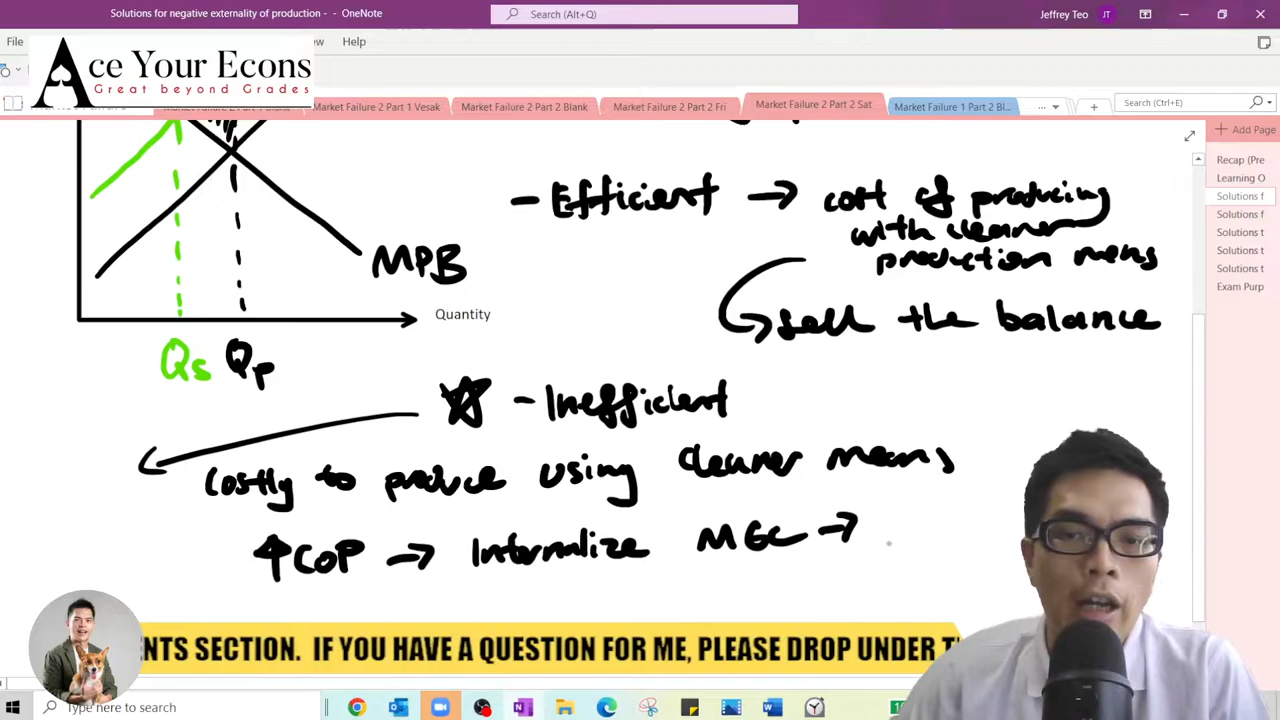 Solutions for negative externality of production - - OneNote
Search (Alt+Q)
Jeffrey Teo
JT
File
Help
Ace Your Econs
Great beyond Grades
Market Failure 2 Part 1 Vesak
Market Failure 2 Part 2 Blank
Market Failure 2 Part 2 Fri
Market Failure 2 Part 2 Sat
Market Failure 1 Part 2 Bl...
Search (Ctrl+E)
Add Page
Recap (Pre
Learning O
Solutions f
Solutions f
Solutions t
Solutions t
Solutions t
Exam Purp
- Efficient → cost of producing
with cleaner
production means
MPB
Quantity
sell the balance
Qs Qp
- Inefficient
costly to produce using cleaner means
↑COP → Internalize MEC →
NTS SECTION. IF YOU HAVE A QUESTION FOR ME, PLEASE DROP UNDER T
Type here to search